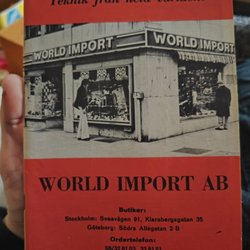 Teknik från hela världen
WORLD IMPORT WORLD IMPORT
WORLD IMPORT AB
Butiker:
Stockholm: Sveavägen 91, Klarabergsgatan 35
Göteborg: Södra Allégatan 2 B
Ordertelefon: